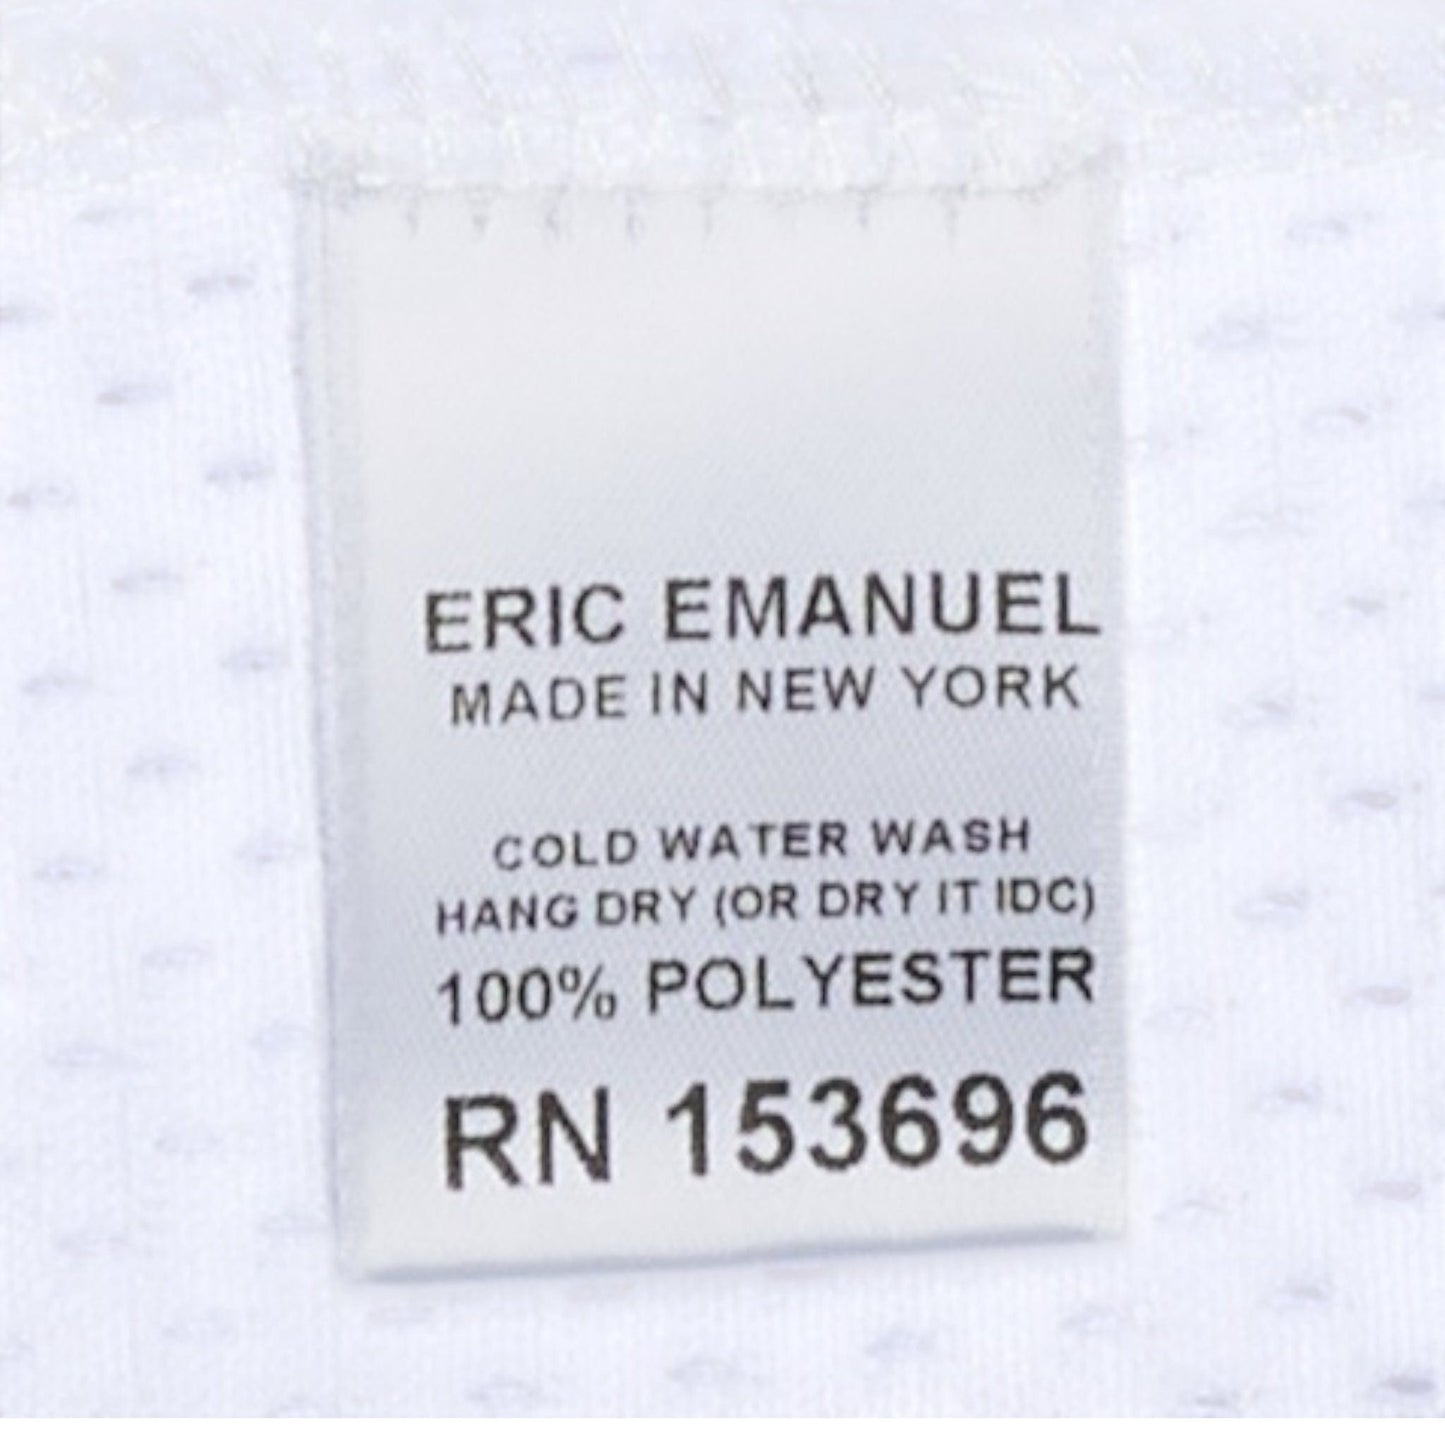 ERIC EMANUEL
MADE IN NEW YORK
COLD WATER WASH
HANG DRY (OR DRY IT IDC)
100% POLYESTER
RN 153696